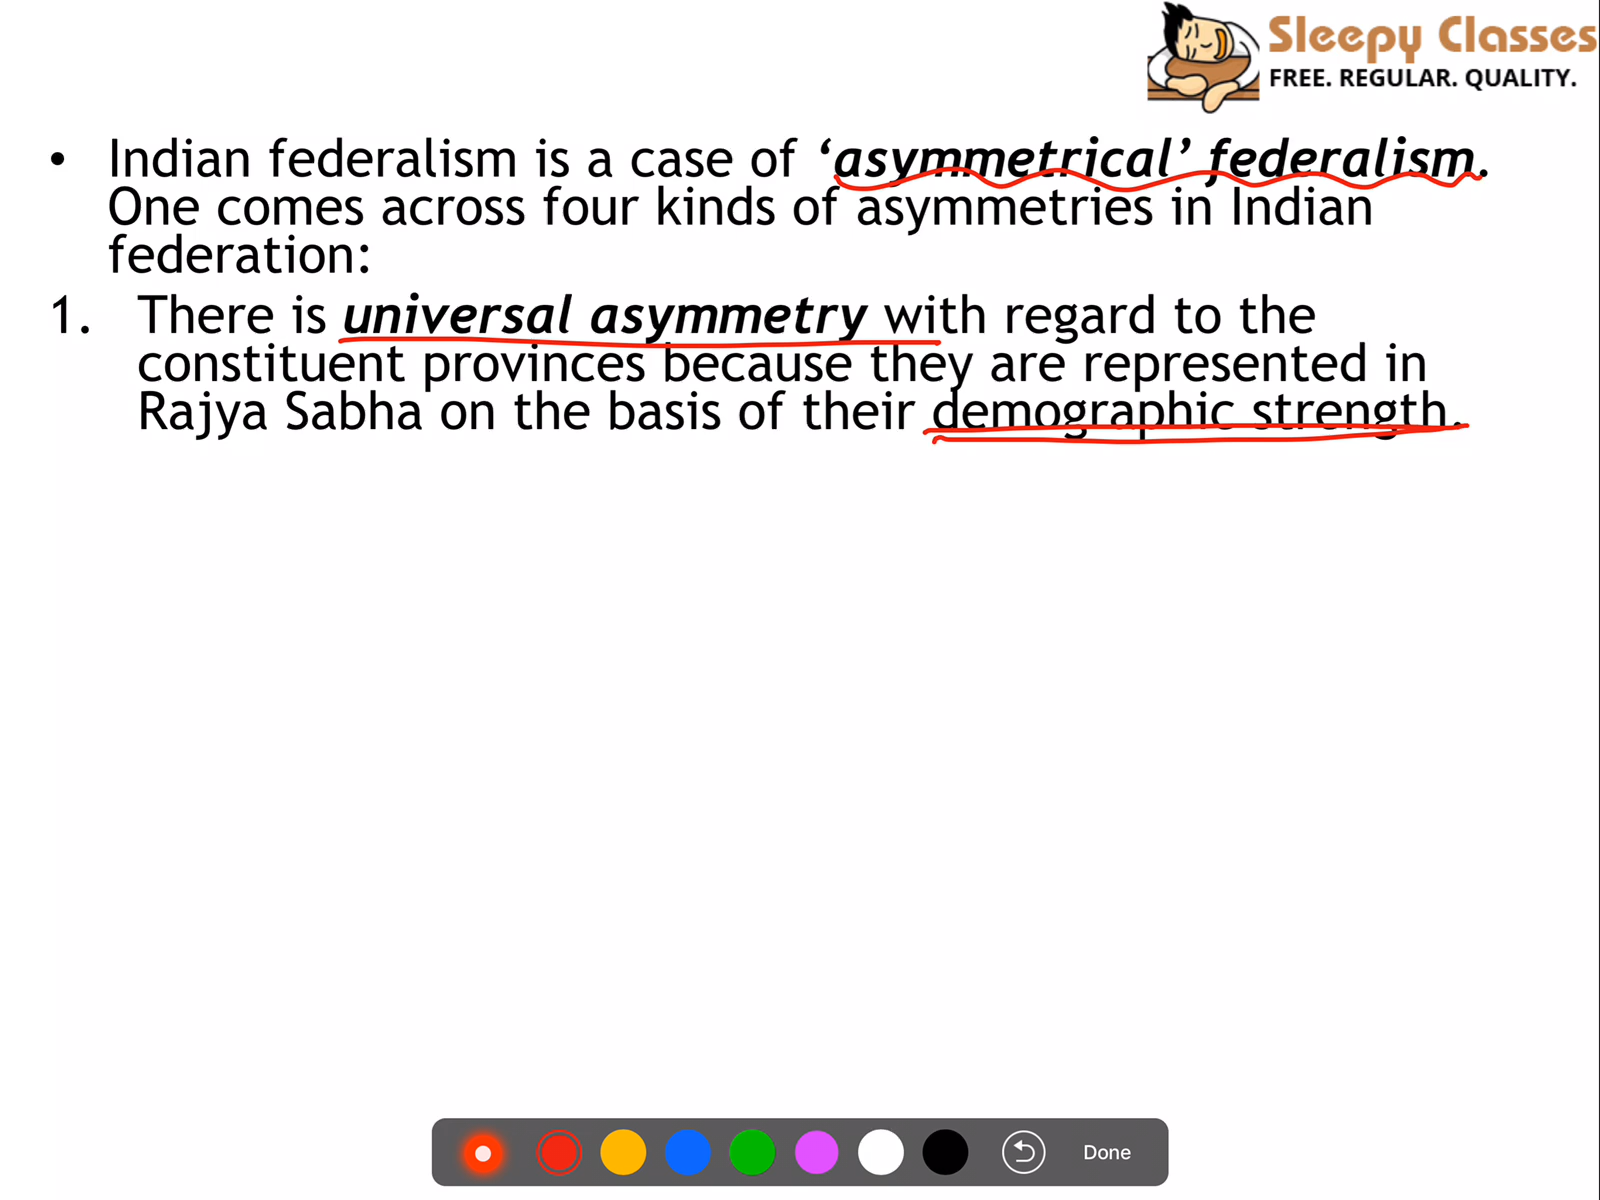 Sleepy Classes
FREE. REGULAR. QUALITY.
• Indian federalism is a case of ‘asymmetrical’ federalism.
One comes across four kinds of asymmetries in Indian
federation:
1. There is universal asymmetry with regard to the
constituent provinces because they are represented in
Rajya Sabha on the basis of their demographic strength.
Done